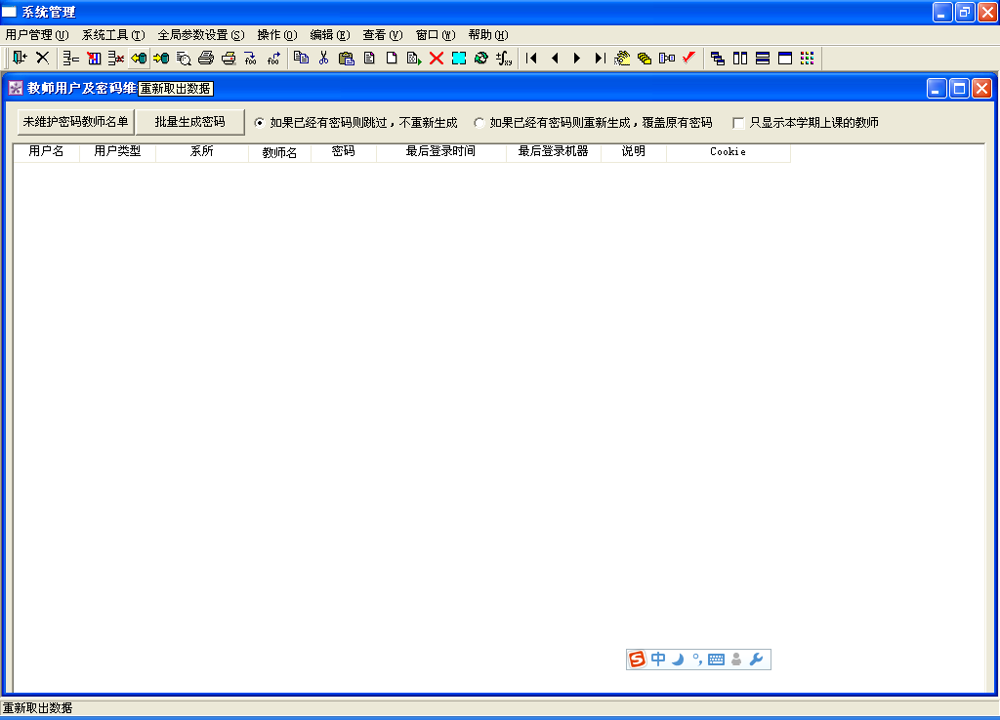 系统管理
用户管理(U) 系统工具(T) 全局参数设置(S) 操作(O) 编辑(E) 查看(V) 窗口(W) 帮助(H)
教师用户及密码维
重新取出数据
未维护密码教师名单 批量生成密码 如果已经有密码则跳过，不重新生成 如果已经有密码则重新生成，覆盖原有密码 只显示本学期上课的教师
用户名 用户类型 系所 教师名 密码 最后登录时间 最后登录机器 说明 Cookie
中
重新取出数据